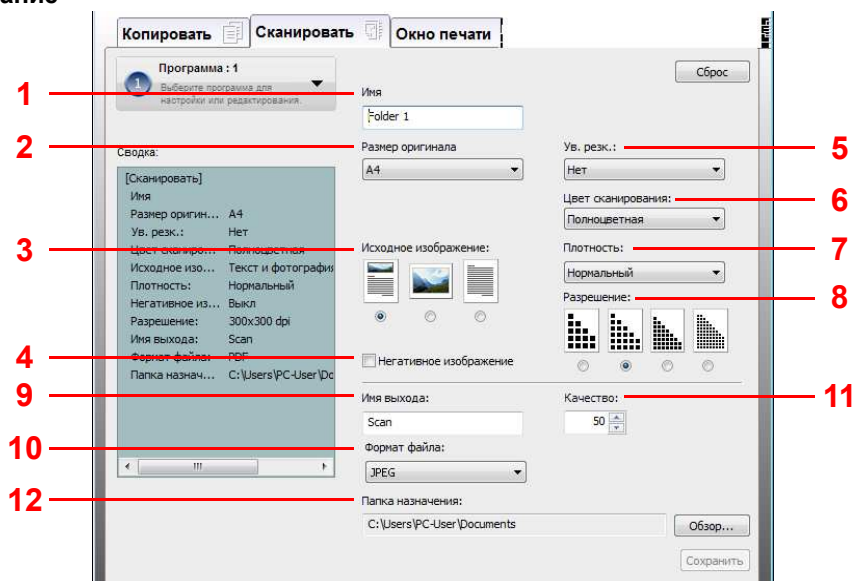 ание
Копировать
Сканировать
Окно печати
Программа : 1
1
Выберите программа для
настройки или редактирования.
Сброс
1
Имя
Folder 1
2
Размер оригинала
A4
Ув. резк.:
5
Нет
Цвет сканирования:
6
Полноцветная
Сводка:
[Сканировать]
Имя
Размер оригин... A4
Ув. резк.: Нет
Цвет сканиро... Полноцветная
Исходное изо... Текст и фотография
Плотность: Нормальный
Негативное из... Выкл
Разрешение: 300x300 dpi
Имя выхода: Scan
Формат файла: PDF
Папка назнач... C:\Users\PC-User\Do
3
Исходное изображение:
Плотность:
7
Нормальный
Разрешение:
8
4
Негативное изображение
9
Имя выхода:
Scan
Качество:
11
50
10
Формат файла:
JPEG
12
Папка назначения:
C:\Users\PC-User\Documents
Обзор...
Сохранить